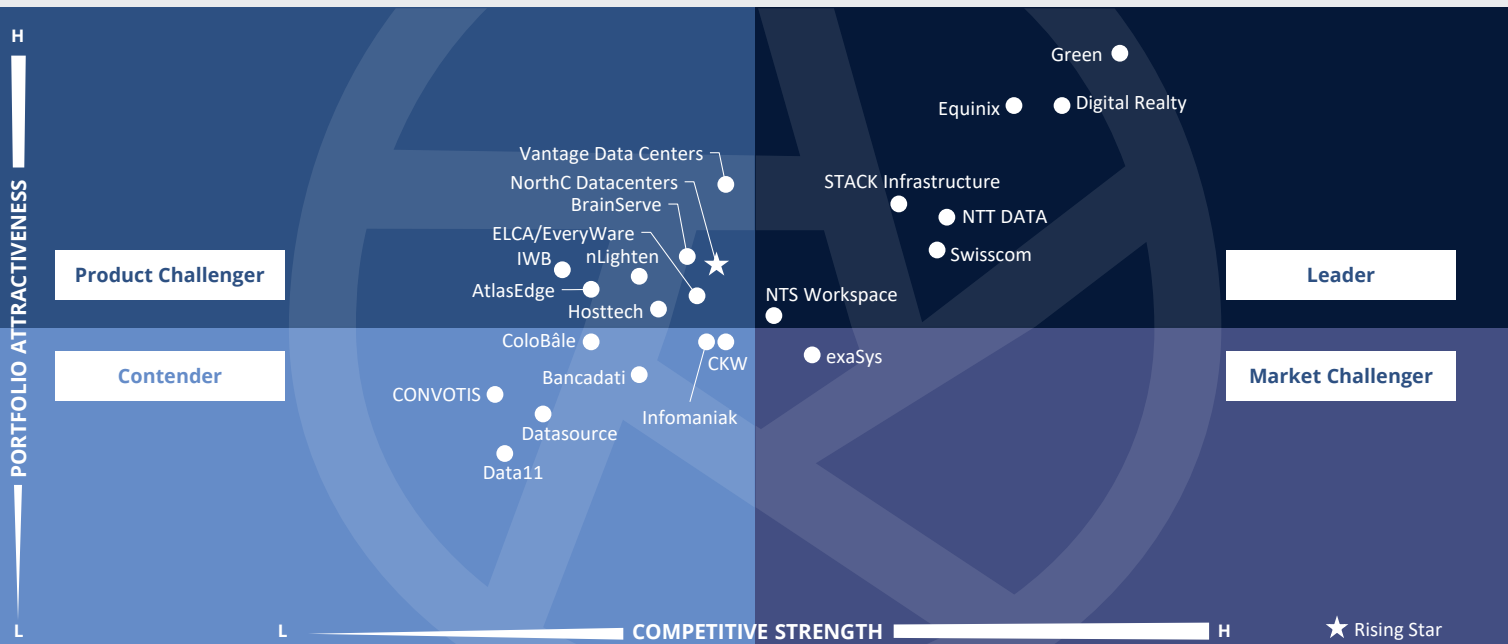 H
Green
Equinix
Digital Realty
Vantage Data Centers
NorthC Datacenters
STACK Infrastructure
BrainServe
NTT DATA
ELCA/EveryWare
IWB
nLighten
Swisscom
Product Challenger
Leader
AtlasEdge
NTS Workspace
Hosttech
PORTFOLIO ATTRACTIVENESS
ColoBâle
exaSys
CKW
Contender
Bancadati
Market Challenger
CONVOTIS
Infomaniak
Datasource
Data11
L
L
COMPETITIVE STRENGTH
H
Rising Star